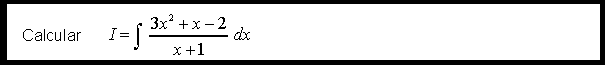 Calcular I = ∫ (3x² + x − 2)/(x + 1) dx